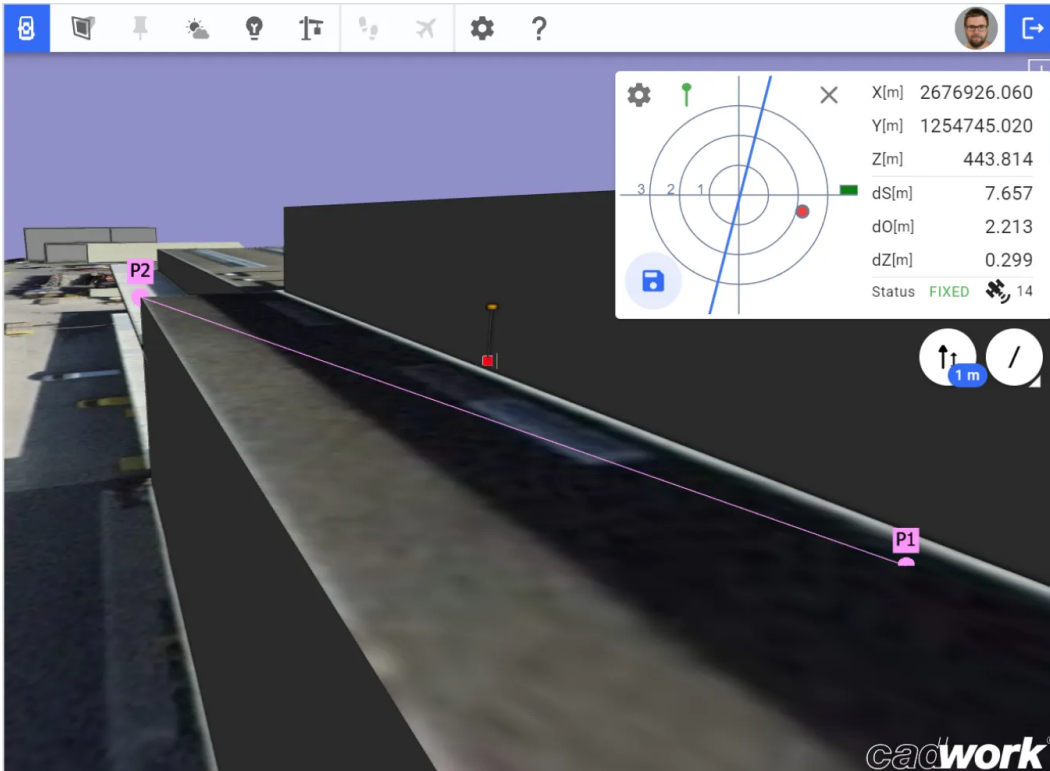 ?
X[m] 2676926.060
Y[m] 1254745.020
Z[m] 443.814
3 2 1
dS[m] 7.657
dO[m] 2.213
dZ[m] 0.299
Status FIXED 14
1 m
P2
P1
cadwork